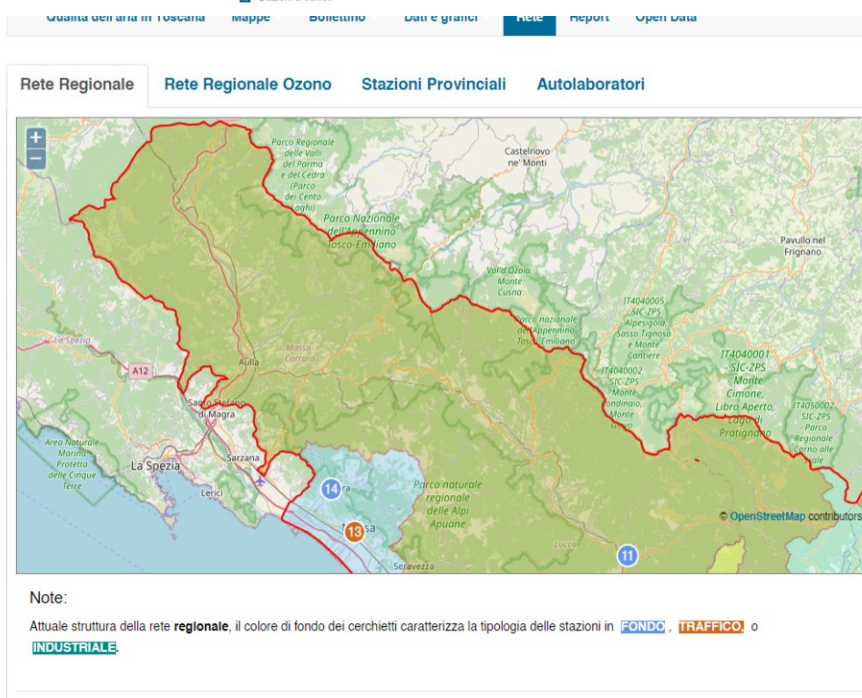 Qualità dell'aria in Toscana Mappe Bollettino Dati e grafici Rete Report Open Data
Rete Regionale Rete Regionale Ozono Stazioni Provinciali Autolaboratori
+
−
Parco Regionale
delle Valli
del Parma
e del Cedra
(Parco
dei Cento
Laghi)
Castelnovo
ne' Monti
Parco Nazionale
dell'Appennino
Tosco-Emiliano
Pavullo nel
Frignano
Val d'Ozola
Monte
Cusna
Parco nazionale
dell'Appennino
Tosco-Emiliano
IT4040005
SIC-ZPS
Alpesigola,
Sasso Tignoso
e Monte
Cantiere
La Spezia
Massa
Carrara
Aulla
A12
IT4040001
SIC-ZPS
Monte
Cimone,
Libro Aperto,
Lago di
Pratignano
IT4040002
SIC-ZPS
Monte
Rondinaio,
Monte
Giovo
IT4050002
SIC-ZPS
Parco
Regionale
Corno alle
Scale
Santo Stefano
di Magra
Area Naturale
Marina
Protetta
delle Cinque
Terre
La Spezia
Sarzana
Lerici
14
13
Parco naturale
regionale
delle Alpi
Apuane
Seravezza
Lucca
11
© OpenStreetMap contributors
Note:
Attuale struttura della rete regionale, il colore di fondo dei cerchietti caratterizza la tipologia delle stazioni in FONDO , TRAFFICO, o
INDUSTRIALE.